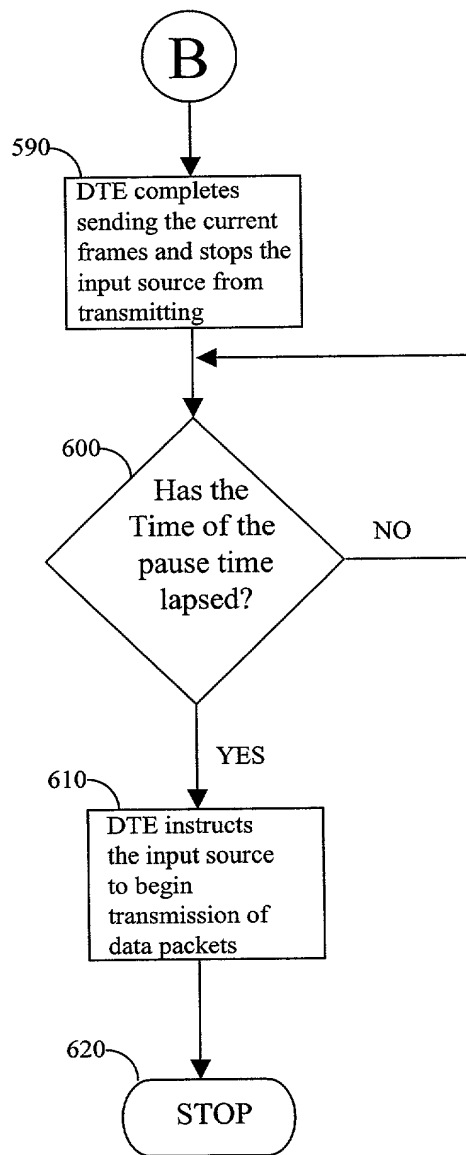 B
590
DTE completes
sending the current
frames and stops the
input source from
transmitting
600
Has the
Time of the
pause time
lapsed?
NO
YES
610
DTE instructs
the input source
to begin
transmission of
data packets
620
STOP